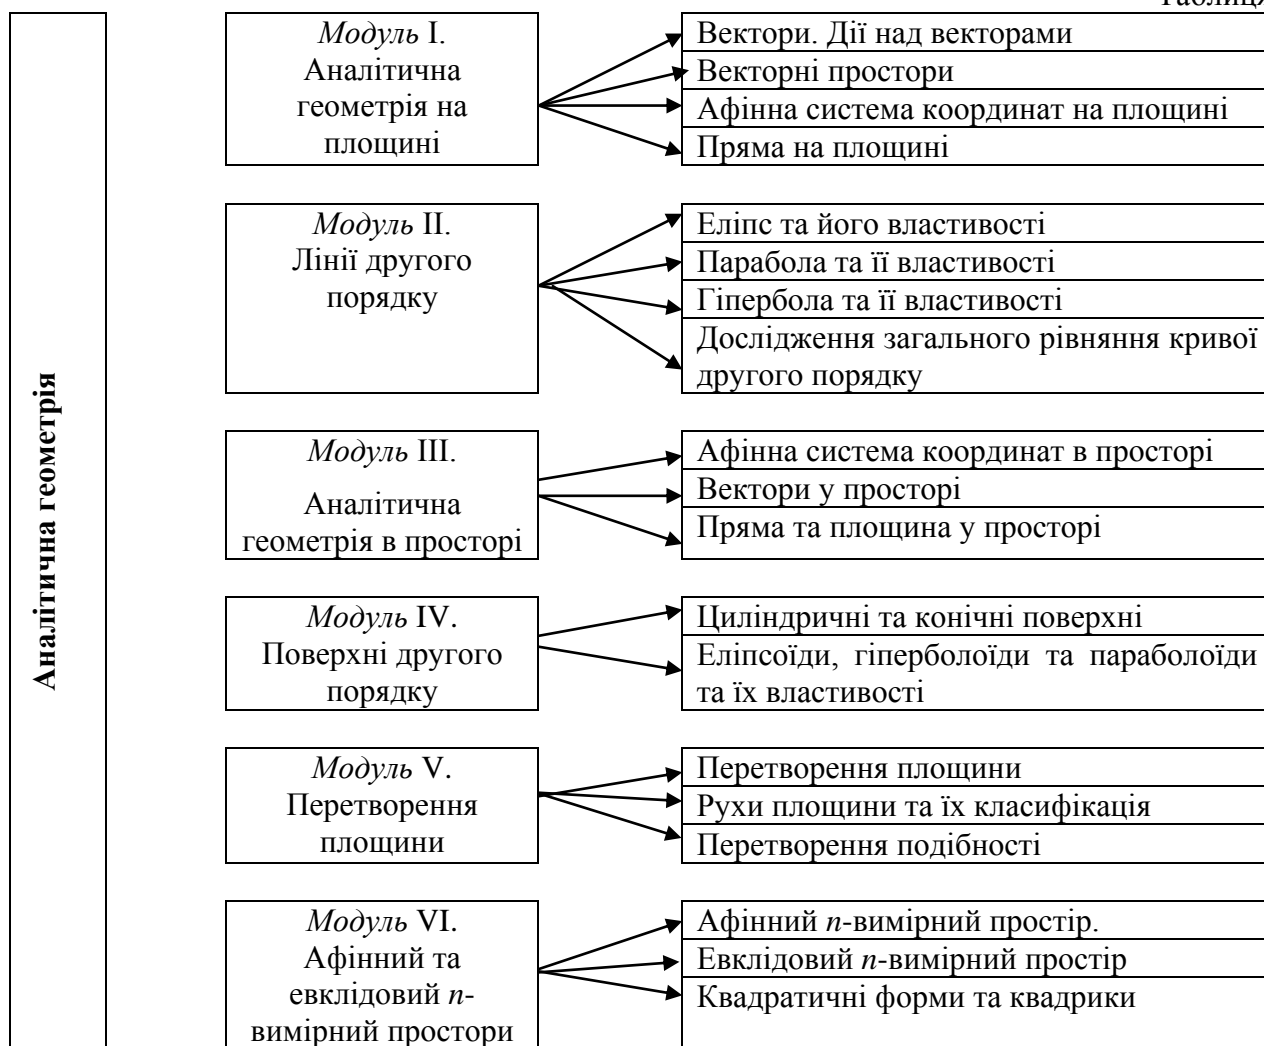 Таблиця
Аналітична геометрія
Модуль I.
Аналітична
геометрія на
площині
Вектори. Дії над векторами
Векторні простори
Афінна система координат на площині
Пряма на площині
Модуль II.
Лінії другого
порядку
Еліпс та його властивості
Парабола та її властивості
Гіпербола та її властивості
Дослідження загального рівняння кривої
другого порядку
Модуль III.
Аналітична
геометрія в просторі
Афінна система координат в просторі
Вектори у просторі
Пряма та площина у просторі
Модуль IV.
Поверхні другого
порядку
Циліндричні та конічні поверхні
Еліпсоїди, гіперболоїди та параболоїди
та їх властивості
Модуль V.
Перетворення
площини
Перетворення площини
Рухи площини та їх класифікація
Перетворення подібності
Модуль VI.
Афінний та
евклідовий n-
вимірний простори
Афінний n-вимірний простір.
Евклідовий n-вимірний простір
Квадратичні форми та квадрики